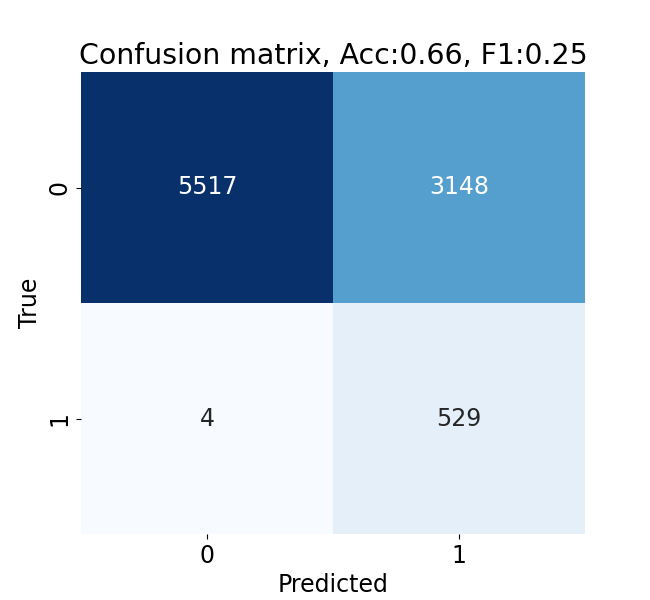 Confusion matrix, Acc:0.66, F1:0.25
0
5517
3148
True
1
4
529
0
1
Predicted